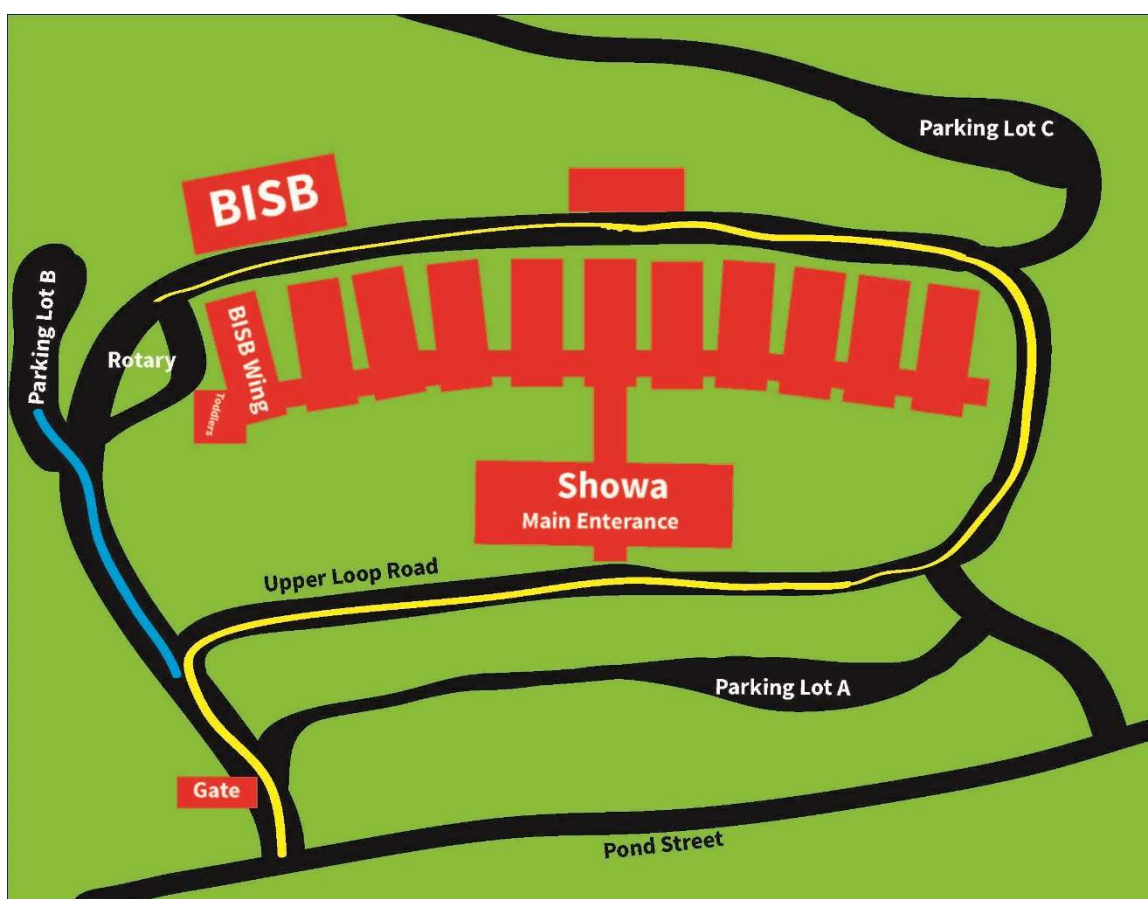 Parking Lot C
BISB
Parking Lot B
BISB Wing
Rotary
Toddlers
Showa
Main Enterance
Upper Loop Road
Parking Lot A
Gate
Pond Street